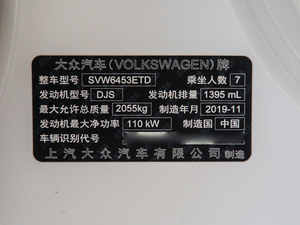 大众汽车(VOLKSWAGEN)牌
整车型号 SVW6453ETD 乘坐人数 7
发动机型号 DJS 发动机排量 1395 mL
最大允许总质量 2055kg 制造年月 2019-11
发动机最大净功率 110 kW 制造国 中国
车辆识别代号
上汽大众汽车有限公司 制造